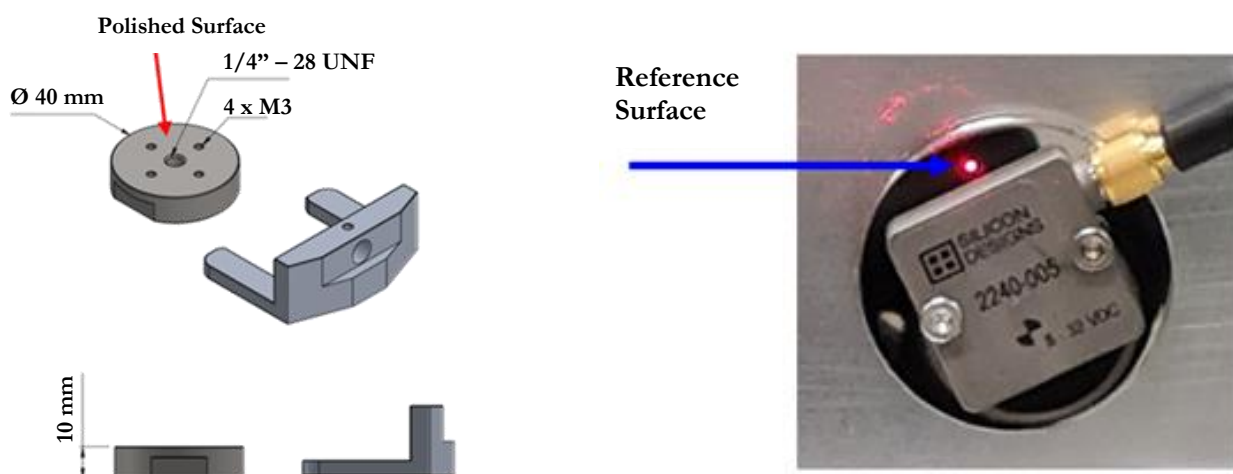 Polished Surface
1/4” – 28 UNF
Ø 40 mm
4 x M3
10 mm
Reference
Surface
SILICON
DESIGNS
2240-005
8 - 32 VDC